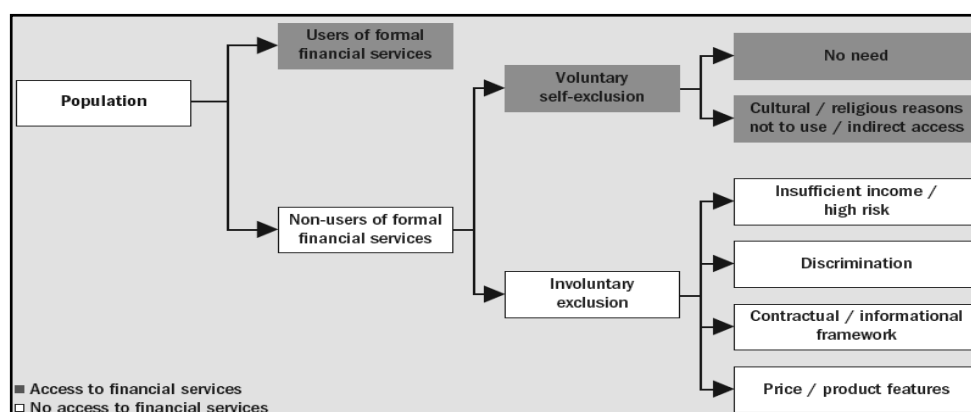 Users of formal
financial services
No need
Population
Voluntary
self-exclusion
Cultural / religious reasons
not to use / indirect access
Non-users of formal
financial services
Insufficient income /
high risk
Discrimination
Involuntary
exclusion
Contractual / informational
framework
Price / product features
Access to financial services
No access to financial services